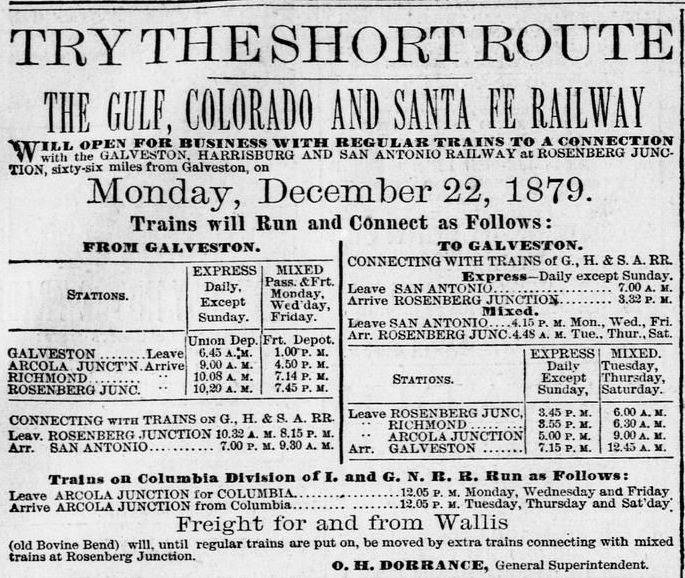 TRY THE SHORT ROUTE
THE GULF, COLORADO AND SANTA FE RAILWAY
WILL OPEN FOR BUSINESS WITH REGULAR TRAINS TO A CONNECTION
with the GALVESTON, HARRISBURG AND SAN ANTONIO RAILWAY at ROSENBERG JUNC-
TION, sixty-six miles from Galveston, on
Monday, December 22, 1879.
Trains will Run and Connect as Follows:
FROM GALVESTON.
STATIONS. | EXPRESS Daily, Except Sunday. | MIXED Pass. & Frt. Monday, Wed'day, Friday.
Union Dep. | Frt. Depot.
GALVESTON ........ Leave | 6.45 A. M. | 1.00 P. M.
ARCOLA JUNCT'N. Arrive | 9.00 A. M. | 4.50 P. M.
RICHMOND ........ " | 10.08 A. M. | 7.14 P. M.
ROSENBERG JUNC. " | 10,20 A. M. | 7.45 P. M.
CONNECTING WITH TRAINS ON G., H. & S. A. RR.
Leav. ROSENBERG JUNCTION 10.32 A. M. 8.15 P. M.
Arr. SAN ANTONIO ............ 7.00 P. M. 9.30 A. M.
TO GALVESTON.
CONNECTING WITH TRAINS of G., H. & S. A. RR.
Express—Daily except Sunday.
Leave SAN ANTONIO ............ 7.00 A. M.
Arrive ROSENBERG JUNCTION ......... 3.32 P. M.
Mixed.
Leave SAN ANTONIO....4.15 P. M. Mon., Wed., Fri.
Arr. ROSENBERG JUNC. 4.48 A. M. Tue., Thur., Sat.
STATIONS. | EXPRESS Daily Except Sunday, | MIXED. Tuesday, Thursday, Saturday.
Leave ROSENBERG JUNC, | 3.45 P. M. | 6.00 A. M.
" RICHMOND ....... | 3.55 P. M. | 6.30 A. M.
" ARCOLA JUNCTION | 5.00 P. M. | 9.00 A. M.
Arr. GALVESTON ........ | 7.15 P. M. | 12.45 A. M.
Trains on Columbia Division of I. and G. N. R. R. Run as Follows:
Leave ARCOLA JUNCTION for COLUMBIA..................12.05 P. M. Monday, Wednesday and Friday
Arrive ARCOLA JUNCTION from Columbia..................12.05 P. M. Tuesday, Thursday and Sat'day
Freight for and from Wallis
(old Bovine Bend) will, until regular trains are put on, be moved by extra trains connecting with mixed
trains at Rosenberg Junction.
O. H. DORRANCE, General Superintendent.